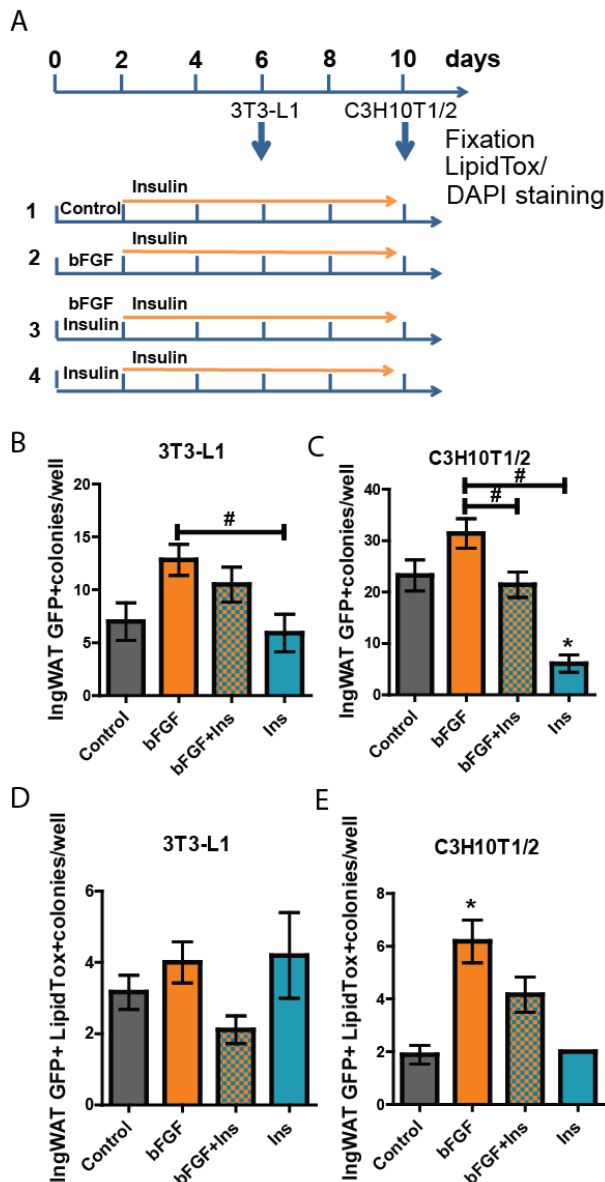 A
0 2 4 6 8 10 days
3T3-L1 C3H10T1/2
Fixation
LipidTox/
DAPI staining
Insulin
1 Control
Insulin
2 bFGF
bFGF Insulin
3 Insulin
Insulin
4 Insulin
B
3T3-L1
IngWAT GFP+colonies/well
20
15
10
5
0
#
Control bFGF bFGF+Ins Ins
C
C3H10T1/2
IngWAT GFP+colonies/well
40
30
20
10
0
#
#
*
Control bFGF bFGF+Ins Ins
D
3T3-L1
IngWAT GFP+ LipidTox+colonies/well
6
4
2
0
Control bFGF bFGF+Ins Ins
E
C3H10T1/2
IngWAT GFP+ LipidTox+colonies/well
8
6
4
2
0
*
Control bFGF bFGF+Ins Ins